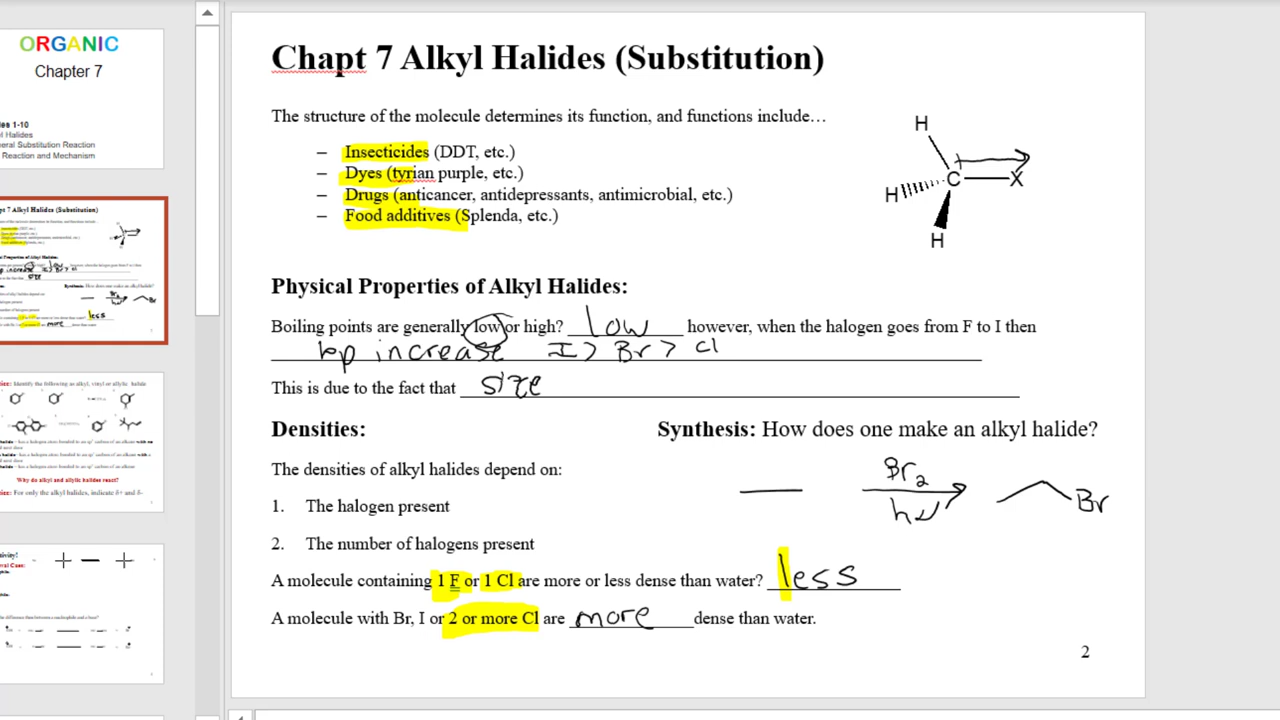 ORGANIC
Chapter 7
Chapt 7 Alkyl Halides (Substitution)
The structure of the molecule determines its function, and functions include…
– Insecticides (DDT, etc.)
– Dyes (tyrian purple, etc.)
– Drugs (anticancer, antidepressants, antimicrobial, etc.)
– Food additives (Splenda, etc.)
H
H C X
H
Physical Properties of Alkyl Halides:
Boiling points are generally low or high? low however, when the halogen goes from F to I then
bp increase I > Br > Cl
This is due to the fact that size
Densities:
Synthesis: How does one make an alkyl halide?
The densities of alkyl halides depend on:
Br2
hν
Br
1. The halogen present
2. The number of halogens present
A molecule containing 1 F or 1 Cl are more or less dense than water? less
A molecule with Br, I or 2 or more Cl are more dense than water.
2